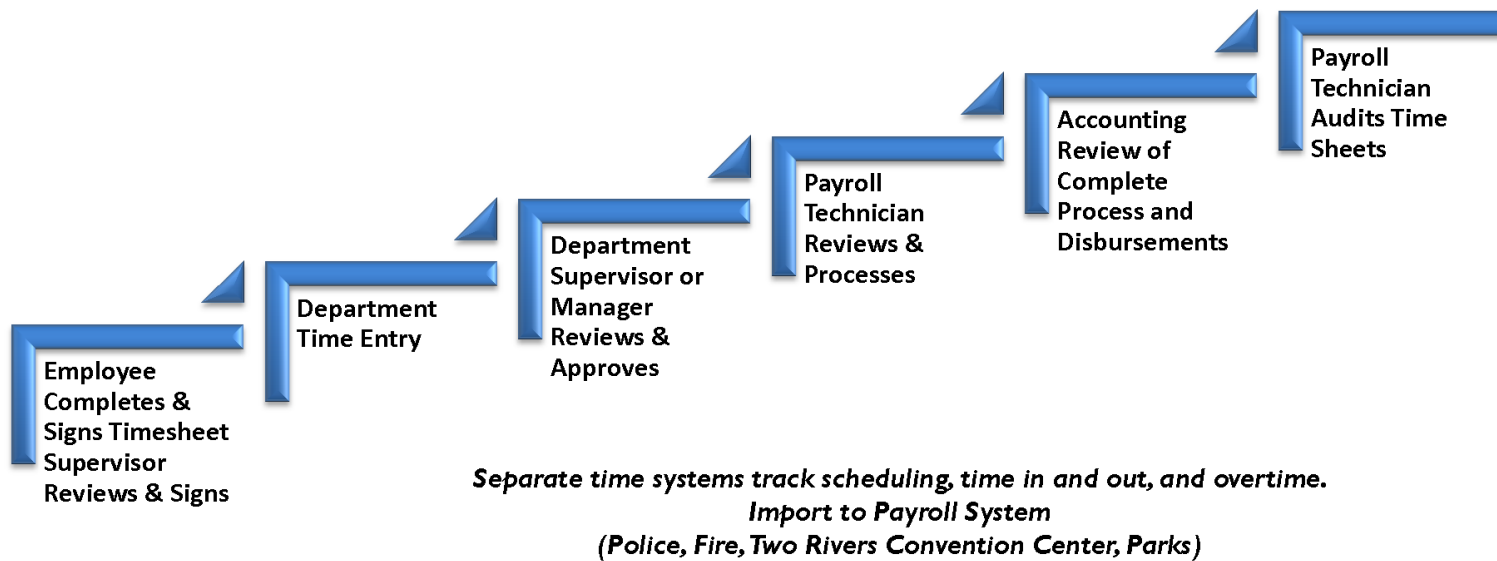 Employee
Completes &
Signs Timesheet
Supervisor
Reviews & Signs
Department
Time Entry
Department
Supervisor or
Manager
Reviews &
Approves
Payroll
Technician
Reviews &
Processes
Accounting
Review of
Complete
Process and
Disbursements
Payroll
Technician
Audits Time
Sheets
Separate time systems track scheduling, time in and out, and overtime.
Import to Payroll System
(Police, Fire, Two Rivers Convention Center, Parks)